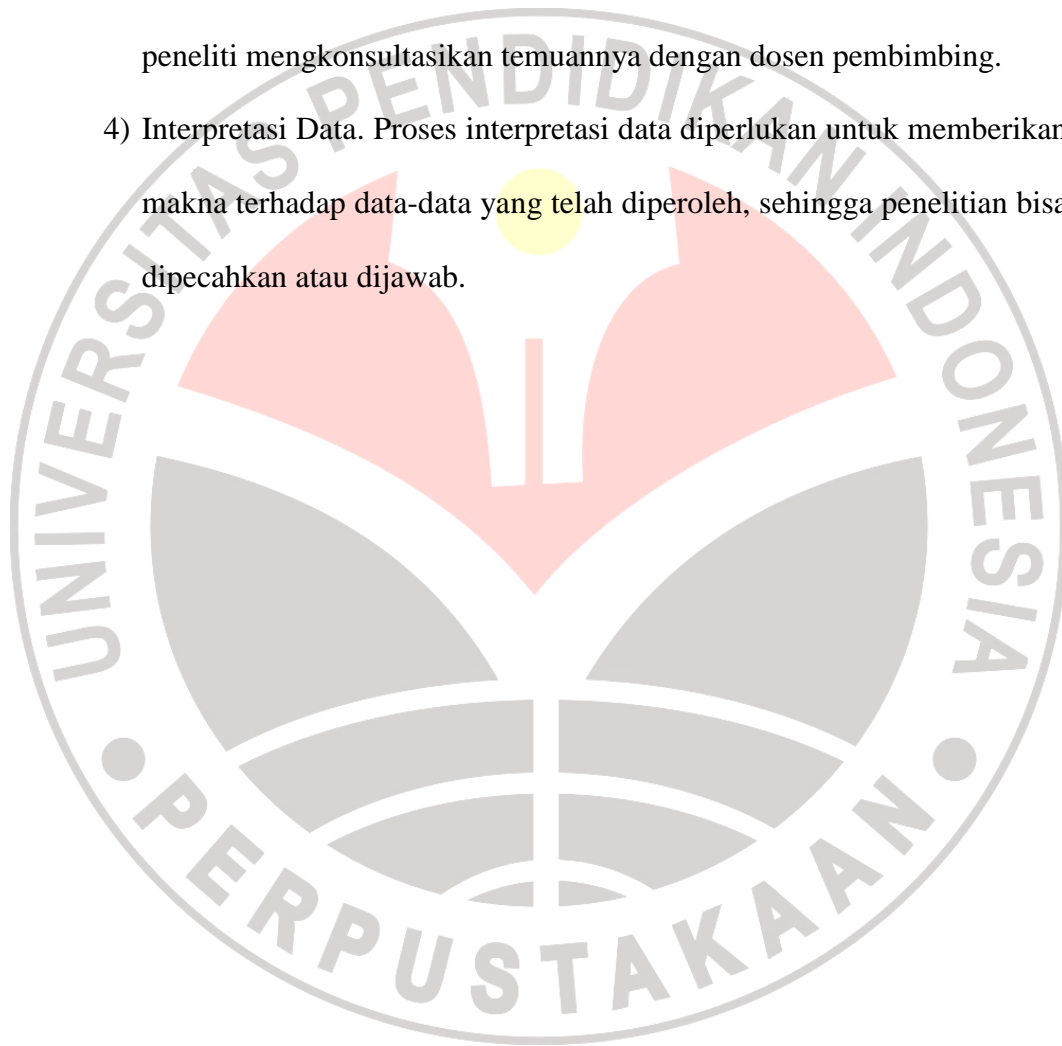 peneliti mengkonsultasikan temuannya dengan dosen pembimbing.
4) Interpretasi Data. Proses interpretasi data diperlukan untuk memberikan
makna terhadap data-data yang telah diperoleh, sehingga penelitian bisa
dipecahkan atau dijawab.
UNIVERSITAS PENDIDIKAN INDONESIA
PERPUSTAKAAN